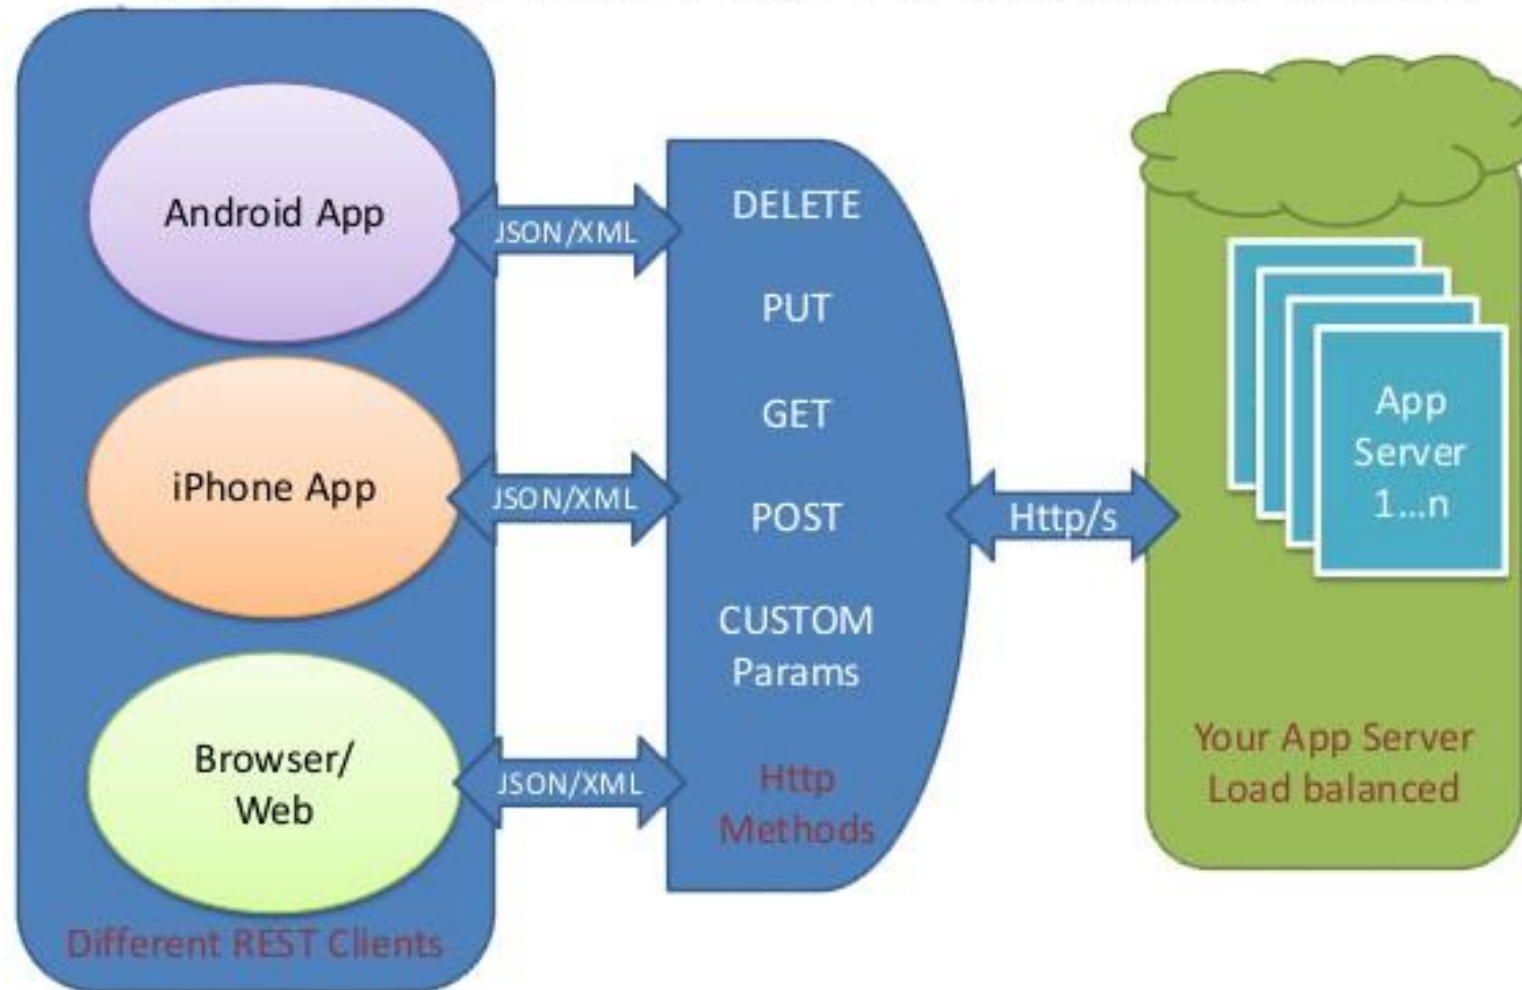 Android App
JSON/XML
iPhone App
JSON/XML
Browser/
Web
JSON/XML
Different REST Clients
DELETE
PUT
GET
POST
CUSTOM
Params
Http
Methods
Http/s
App
Server
1...n
Your App Server
Load balanced